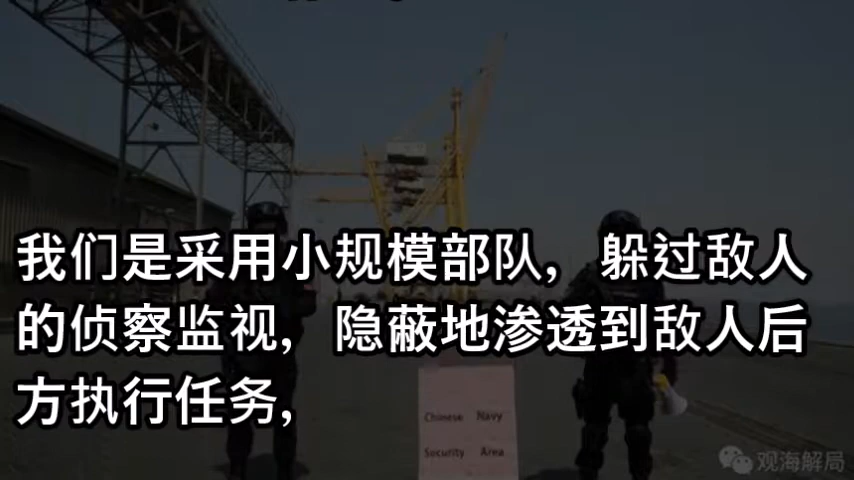 我们是采用小规模部队，躲过敌人
的侦察监视，隐蔽地渗透到敌人后
方执行任务，
Chinese Navy
Security Area
观海解局